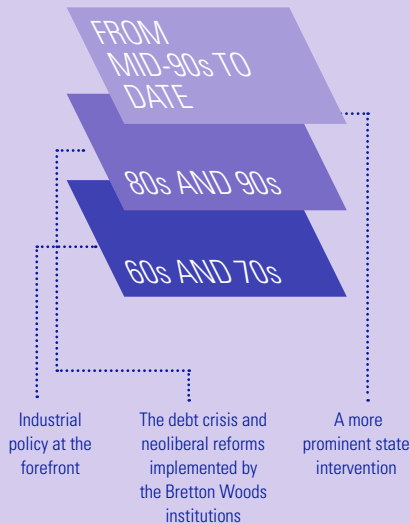 FROM
MID-90s TO
DATE
80s AND 90s
60s AND 70s
Industrial
policy at the
forefront
The debt crisis and
neoliberal reforms
implemented by
the Bretton Woods
institutions
A more
prominent state
intervention